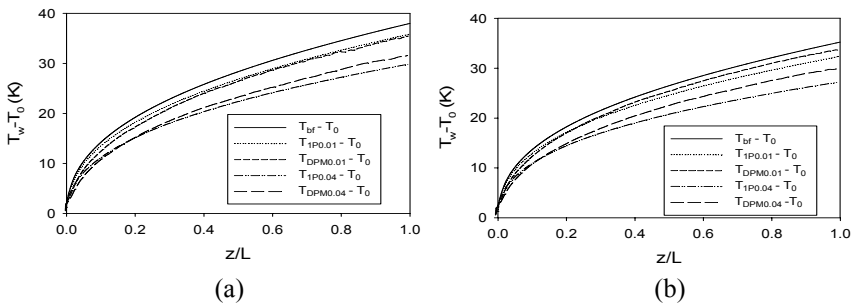 40
30
20
10
0
T_w-T_0 (K)
T_bf - T_0
T_1P0.01 - T_0
T_DPM0.01 - T_0
T_1P0.04 - T_0
T_DPM0.04 - T_0
0.0 0.2 0.4 0.6 0.8 1.0
z/L
(a)
40
30
20
10
0
T_w-T_0 (K)
T_bf - T_0
T_1P0.01 - T_0
T_DPM0.01 - T_0
T_1P0.04 - T_0
T_DPM0.04 -T_0
0.0 0.2 0.4 0.6 0.8 1.0
z/L
(b)